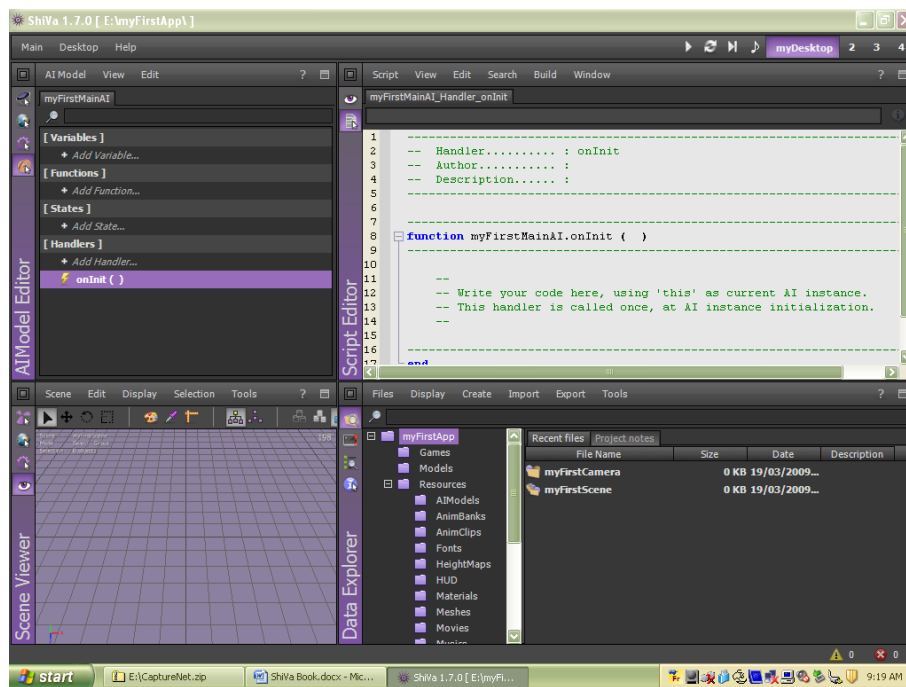 ShiVa 1.7.0 [ E:\myFirstApp\ ]
Main Desktop Help
myDesktop 2 3 4
AIModel View Edit ?
myFirstMainAI
[ Variables ]
+ Add Variable...
[ Functions ]
+ Add Function...
[ States ]
+ Add State...
[ Handlers ]
+ Add Handler...
onInit ( )
AIModel Editor
Script View Edit Search Build Window ?
myFirstMainAI_Handler_onInit
1 --------------------------------------------------------------------------------
2 -- Handler.......... : onInit
3 -- Author........... :
4 -- Description...... :
5 --------------------------------------------------------------------------------
6
7 --------------------------------------------------------------------------------
8 function myFirstMainAI.onInit ( )
9 --------------------------------------------------------------------------------
10
11 --
12 -- Write your code here, using 'this' as current AI instance.
13 -- This handler is called once, at AI instance initialization.
14 --
15
16 --------------------------------------------------------------------------------
17 end
Script Editor
Scene Edit Display Selection Tools ?
198
Scene Viewer
Files Display Create Import Export Tools ?
myFirstApp
Games
Models
Resources
AIModels
AnimBanks
AnimClips
Fonts
HeightMaps
HUD
Materials
Meshes
Movies
Musics
Data Explorer
Recent files Project notes
File Name Size Date Description
myFirstCamera 0 KB 19/03/2009...
myFirstScene 0 KB 19/03/2009...
0 0
start E:\CaptureNet.zip ShiVa Book.docx - Mic... ShiVa 1.7.0 [ E:\myFi... Fr 9:19 AM